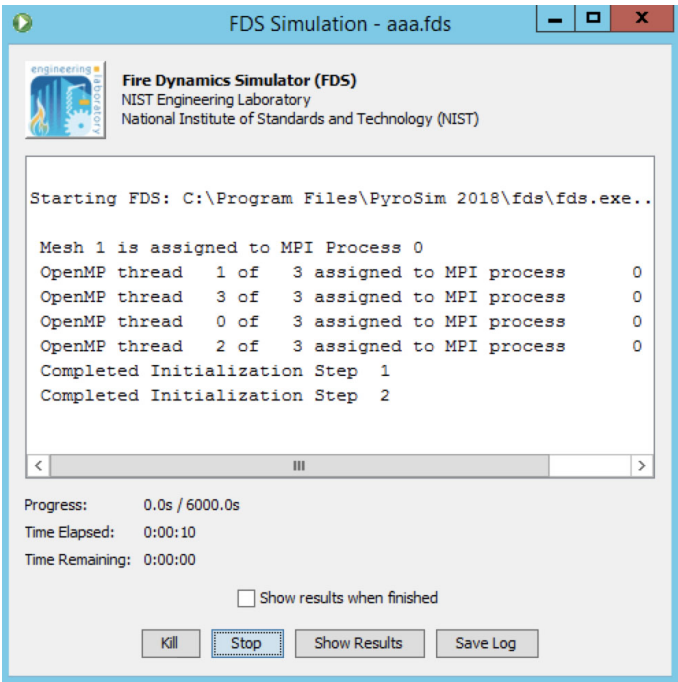 FDS Simulation - aaa.fds
engineering
laboratory
Fire Dynamics Simulator (FDS)
NIST Engineering Laboratory
National Institute of Standards and Technology (NIST)
Starting FDS: C:\Program Files\PyroSim 2018\fds\fds.exe..
Mesh 1 is assigned to MPI Process 0
OpenMP thread 1 of 3 assigned to MPI process 0
OpenMP thread 3 of 3 assigned to MPI process 0
OpenMP thread 0 of 3 assigned to MPI process 0
OpenMP thread 2 of 3 assigned to MPI process 0
Completed Initialization Step 1
Completed Initialization Step 2
Progress: 0.0s / 6000.0s
Time Elapsed: 0:00:10
Time Remaining: 0:00:00
Show results when finished
Kill Stop Show Results Save Log